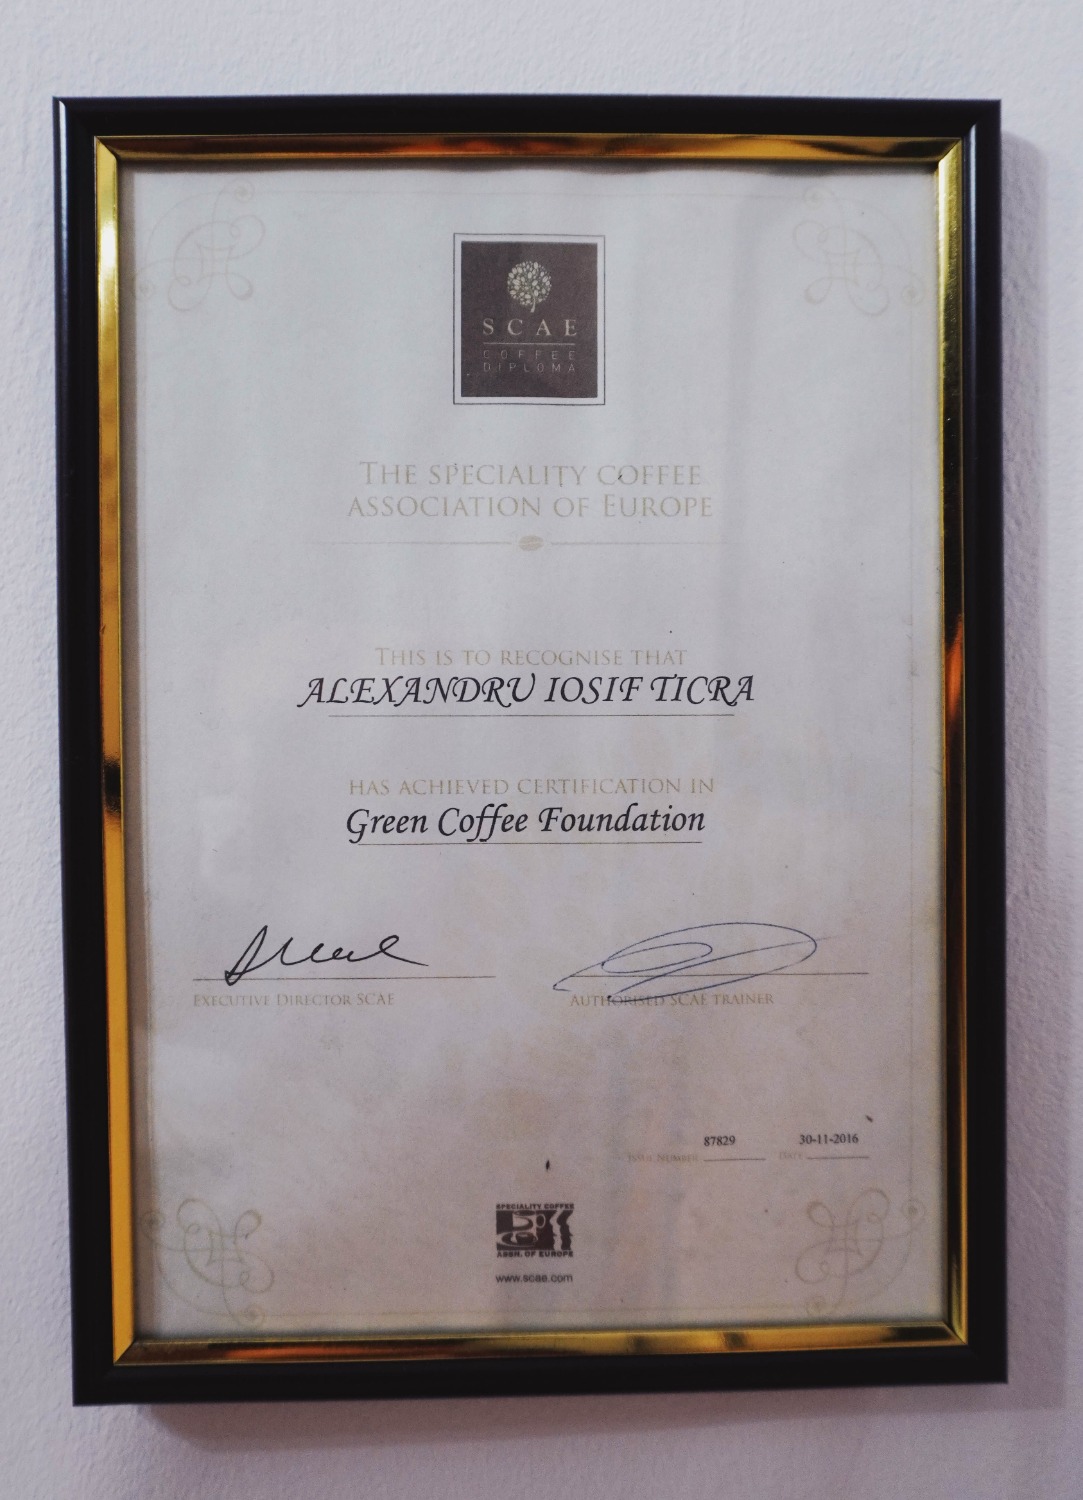 SCAE
COFFEE
DIPLOMA
THE SPECIALITY COFFEE
ASSOCIATION OF EUROPE
THIS IS TO RECOGNISE THAT
ALEXANDRU IOSIF TICRA
HAS ACHIEVED CERTIFICATION IN
Green Coffee Foundation
EXECUTIVE DIRECTOR SCAE
AUTHORISED SCAE TRAINER
87829 30-11-2016
ISSUE NUMBER DATE
SPECIALITY COFFEE
ASSN. OF EUROPE
www.scae.com